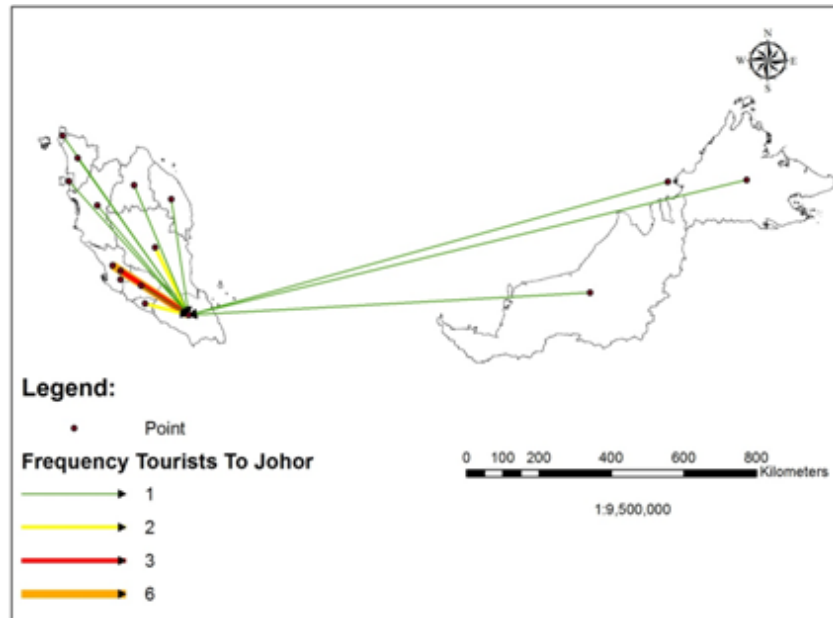 N
W E
S
Legend:
Point
Frequency Tourists To Johor
1
2
3
6
0 100 200 400 600 800
Kilometers
1:9,500,000